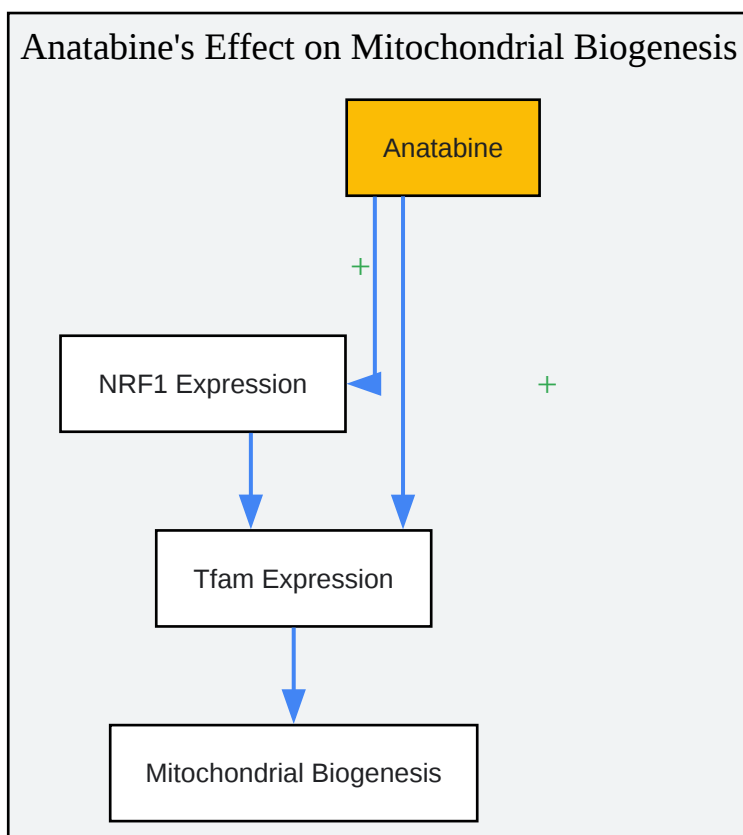 Anatabine's Effect on Mitochondrial Biogenesis
Anatabine
+
NRF1 Expression
+
Tfam Expression
Mitochondrial Biogenesis